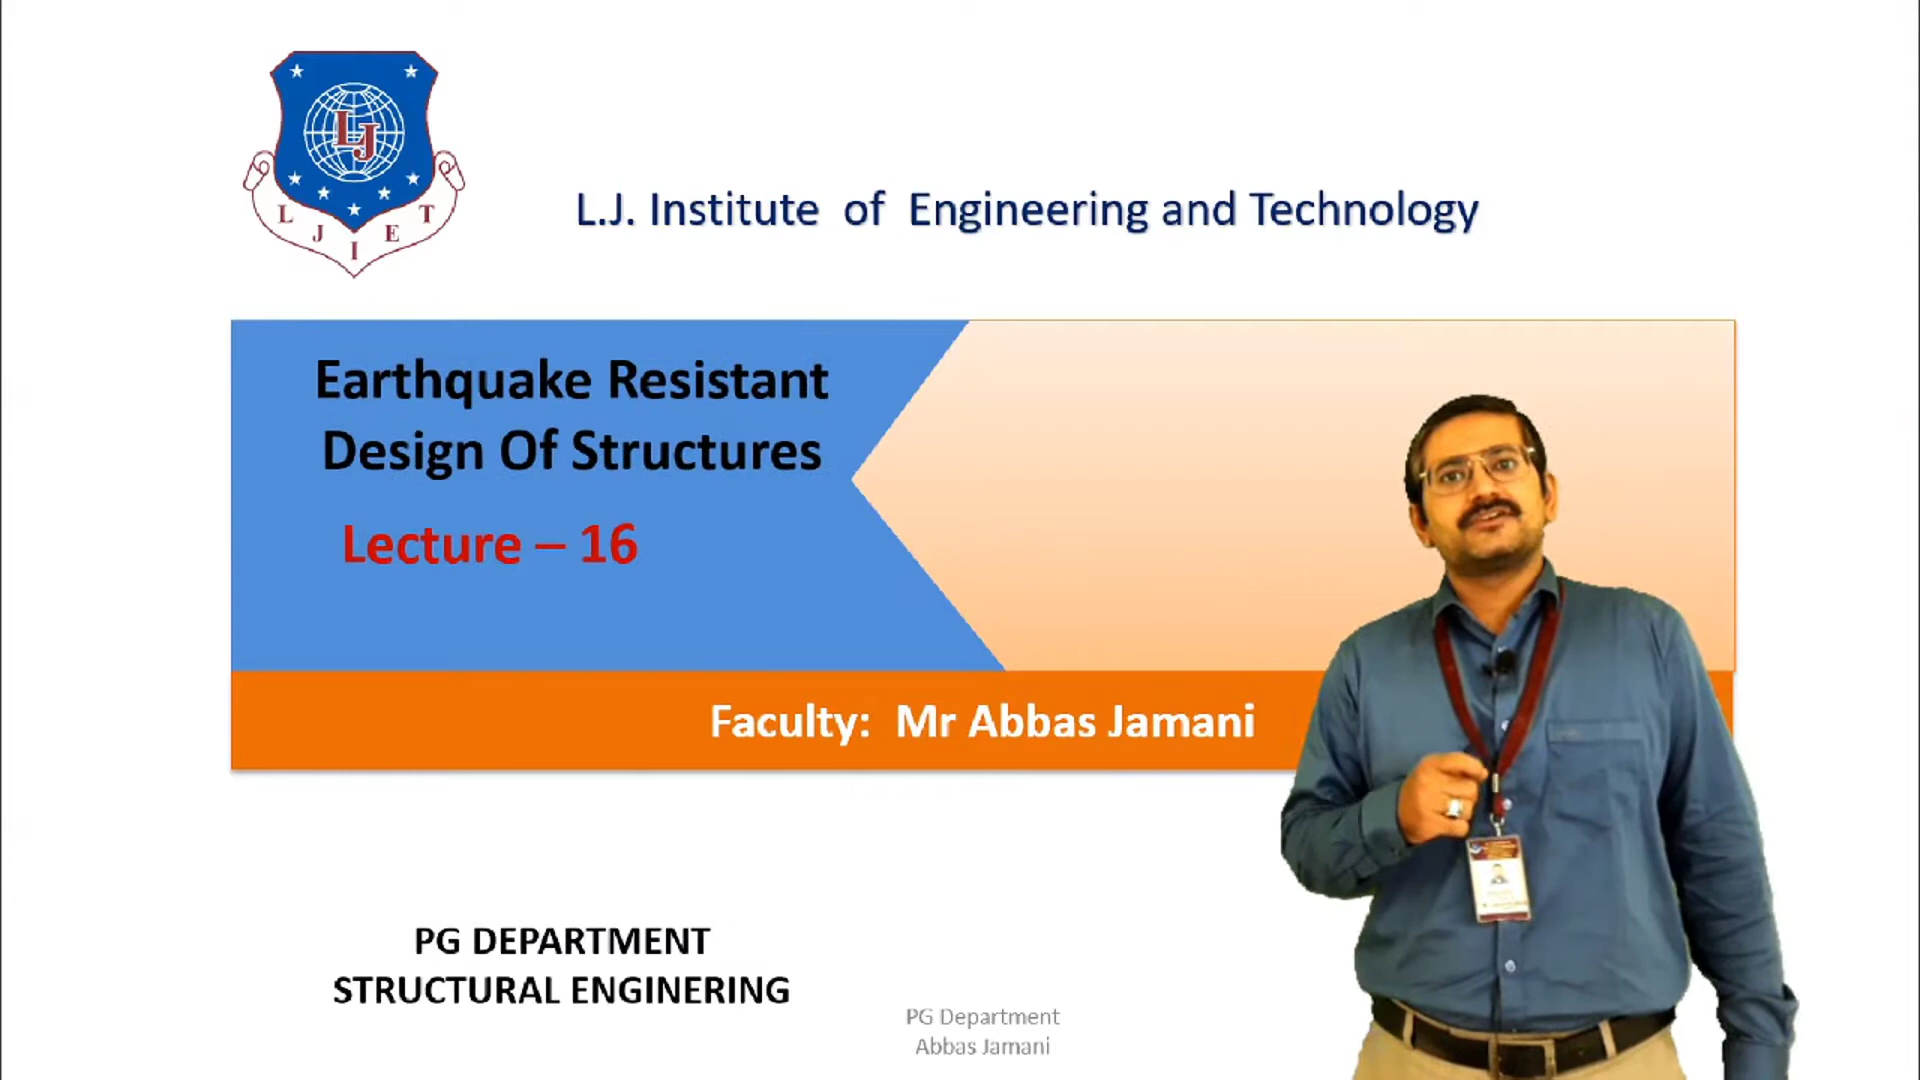 LJ
L J I E T
L.J. Institute of Engineering and Technology
Earthquake Resistant
Design Of Structures
Lecture – 16
Faculty: Mr Abbas Jamani
PG DEPARTMENT
STRUCTURAL ENGINERING
PG Department
Abbas Jamani